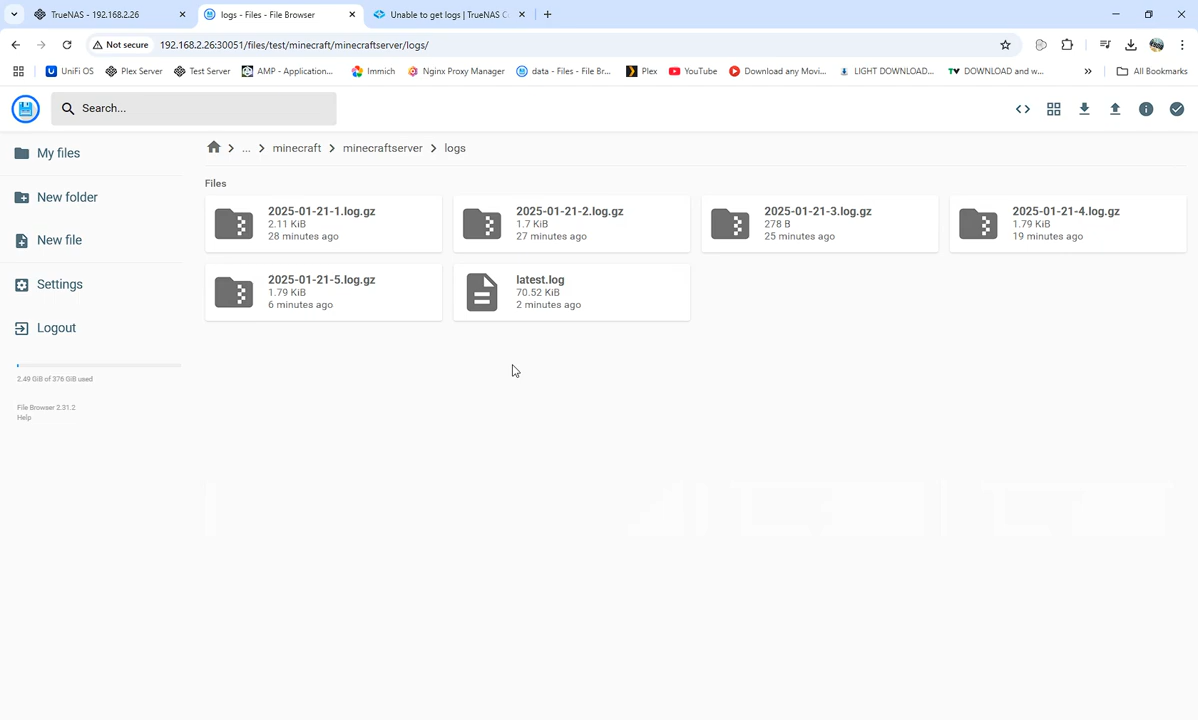 TrueNAS - 192.168.2.26
logs - Files - File Browser
Unable to get logs | TrueNAS C
Not secure
192.168.2.26:30051/files/test/minecraft/minecraftserver/logs/
UniFi OS
Plex Server
Test Server
AMP - Application...
Immich
Nginx Proxy Manager
data - Files - File Br...
Plex
YouTube
Download any Movi...
LIGHT DOWNLOAD...
DOWNLOAD and w...
All Bookmarks
Search...
My files
New folder
New file
Settings
Logout
2.49 GiB of 376 GiB used
File Browser 2.31.2
Help
... minecraft minecraftserver logs
Files
2025-01-21-1.log.gz
2.11 KiB
28 minutes ago
2025-01-21-2.log.gz
1.7 KiB
27 minutes ago
2025-01-21-3.log.gz
278 B
25 minutes ago
2025-01-21-4.log.gz
1.79 KiB
19 minutes ago
2025-01-21-5.log.gz
1.79 KiB
6 minutes ago
latest.log
70.52 KiB
2 minutes ago